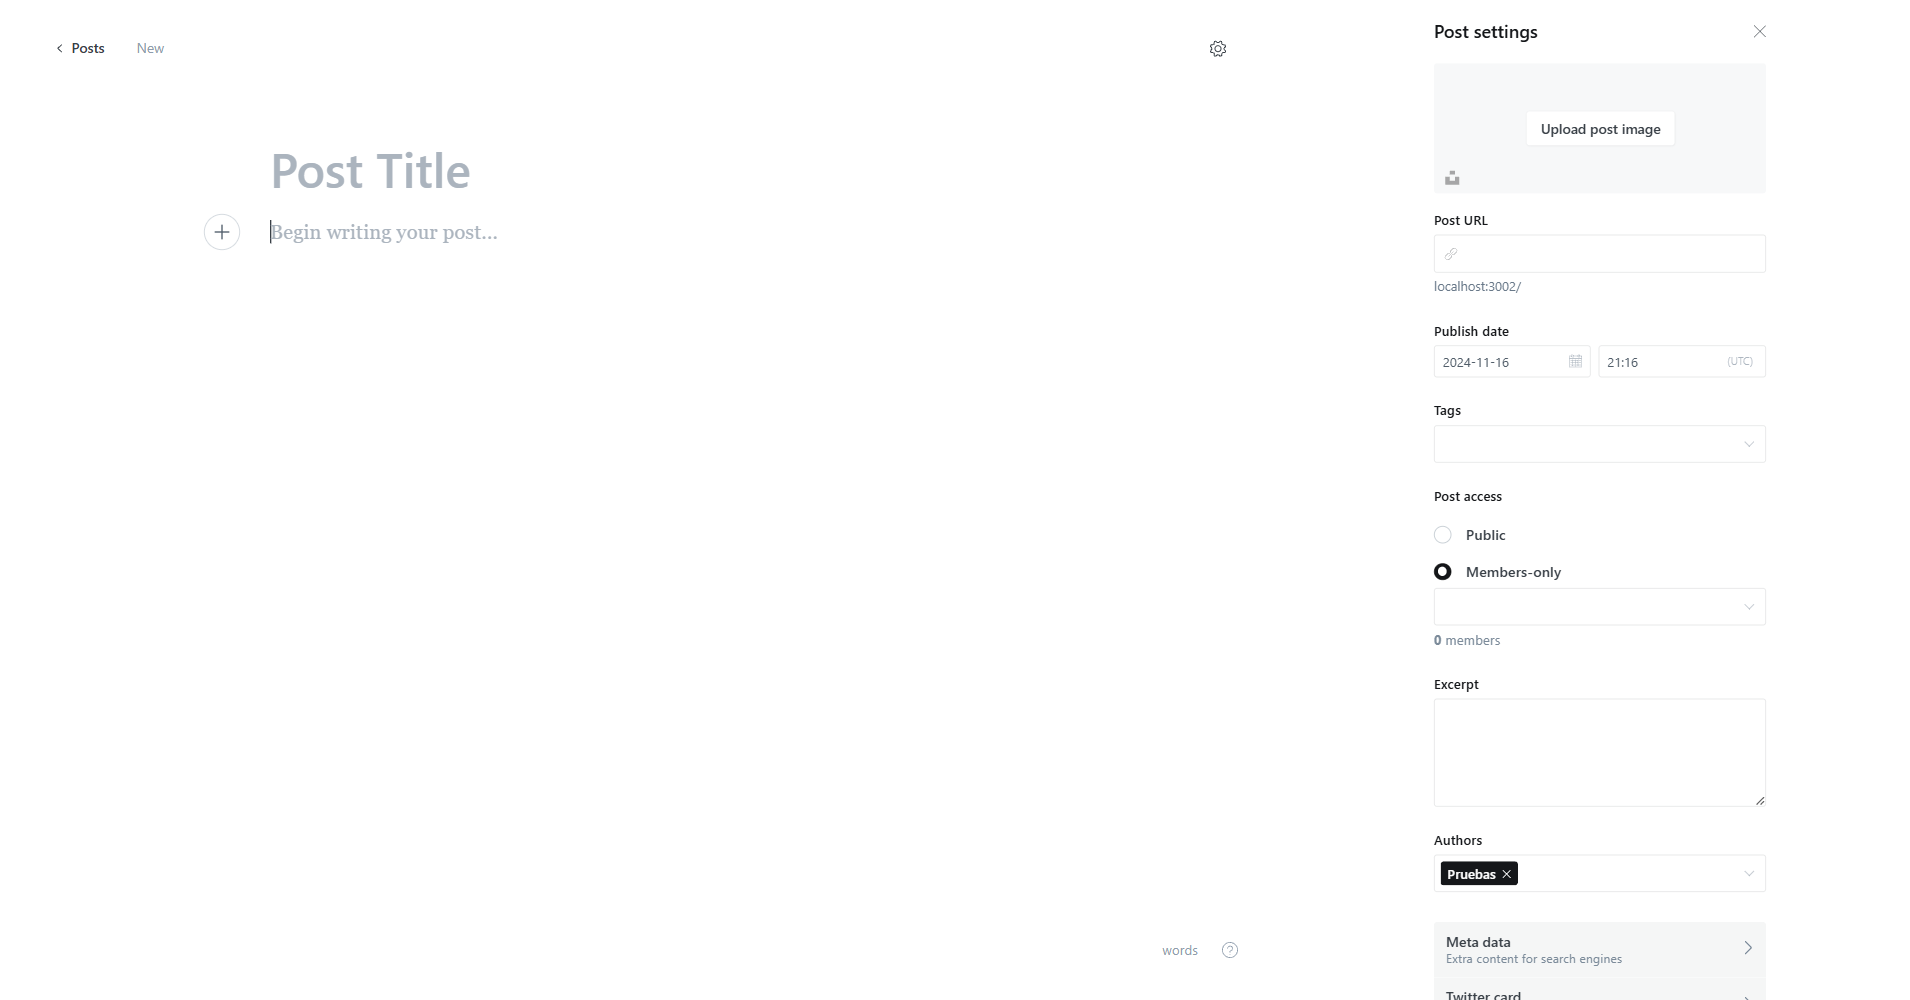 Posts
New
Post Title
Begin writing your post...
words
Post settings
Upload post image
Post URL
localhost:3002/
Publish date
2024-11-16
21:16
(UTC)
Tags
Post access
Public
Members-only
0 members
Excerpt
Authors
Pruebas
Meta data
Extra content for search engines
Twitter card